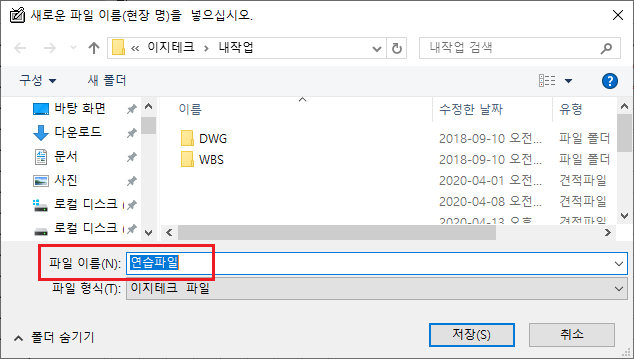 새로운 파일 이름(현장 명)을 넣으십시오.
« 이지테크 > 내작업
내작업 검색
구성 새 폴더
이름 수정한 날짜 유형
바탕 화면
다운로드
문서
사진
로컬 디스크 (
로컬 디스크 (
DWG 2018-09-10 오전... 파일 폴더
WBS 2018-09-10 오전... 파일 폴더
2020-04-01 오전... 견적파일
2020-04-08 오전... 견적파일
2020-04-13 오후 견적파일
파일 이름(N): 연습파일
파일 형식(T): 이지테크 파일
폴더 숨기기
저장(S) 취소